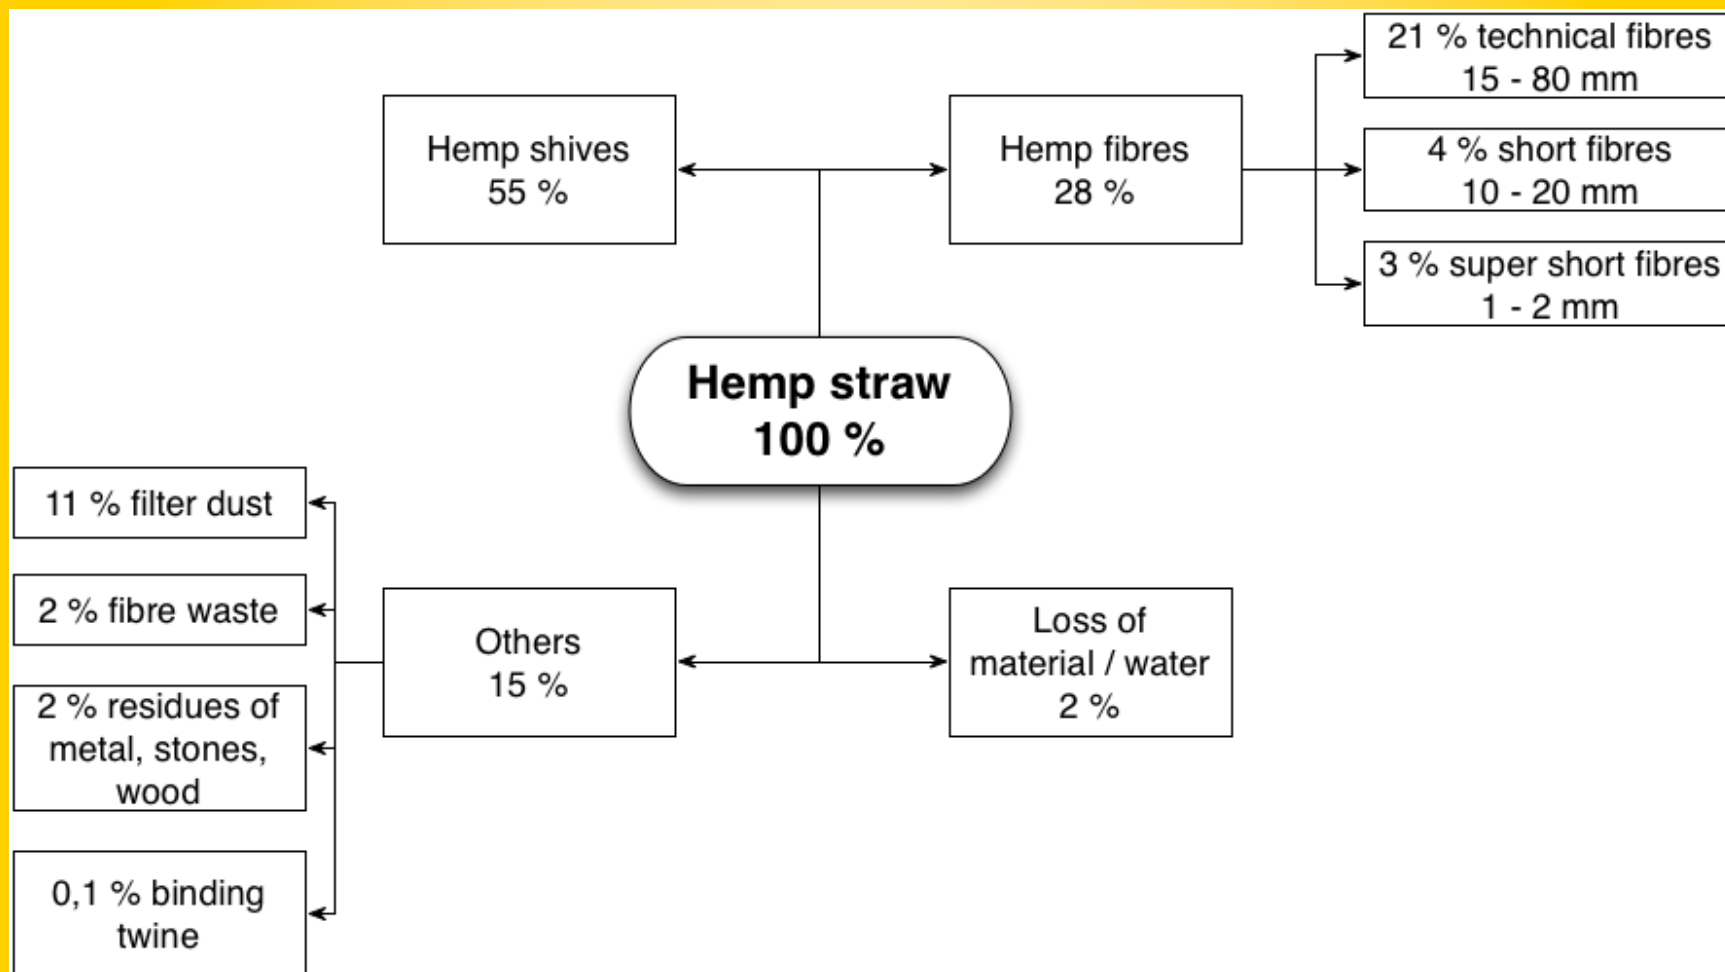 21 % technical fibres
15 - 80 mm
Hemp shives
55 %
Hemp fibres
28 %
4 % short fibres
10 - 20 mm
3 % super short fibres
1 - 2 mm
Hemp straw
100 %
11 % filter dust
2 % fibre waste
2 % residues of
metal, stones,
wood
0,1 % binding
twine
Others
15 %
Loss of
material / water
2 %